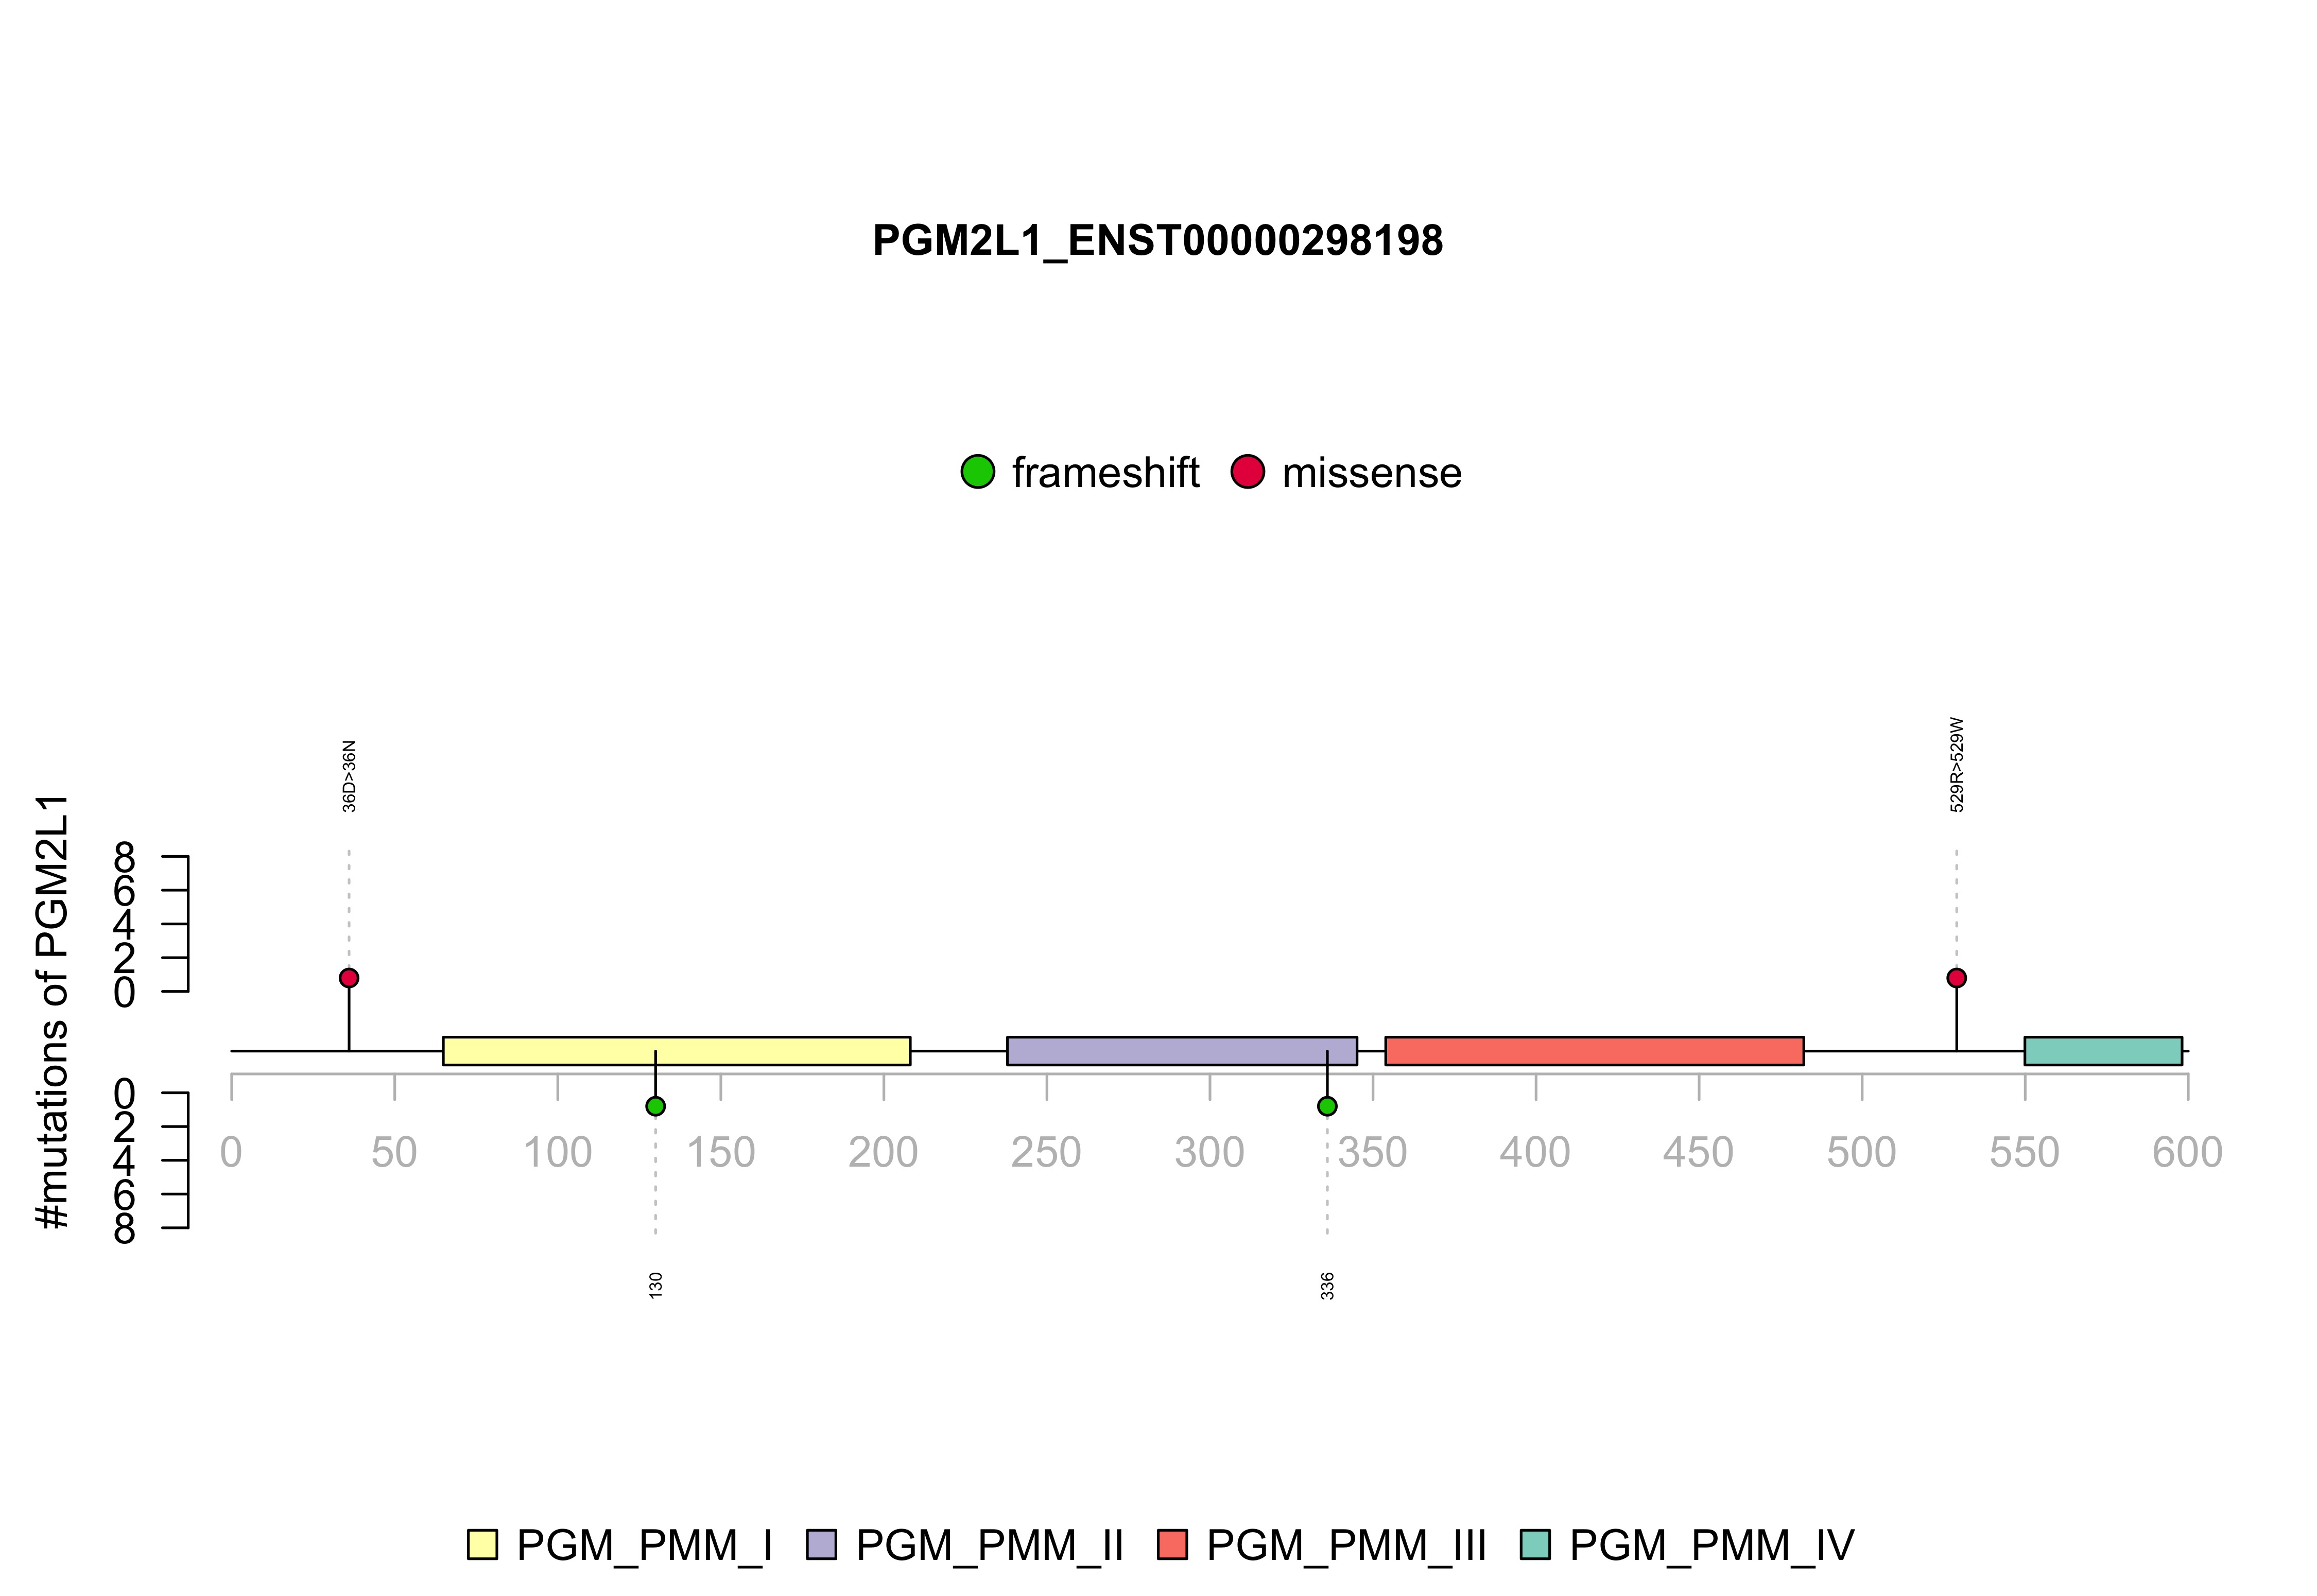 PGM2L1_ENST00000298198
frameshift missense
36D>36N
529R>529W
#mutations of PGM2L1
8
6
4
2
0
0
2
4
6
8
0 50 100 150 200 250 300 350 400 450 500 550 600
130
336
PGM_PMM_I PGM_PMM_II PGM_PMM_III PGM_PMM_IV